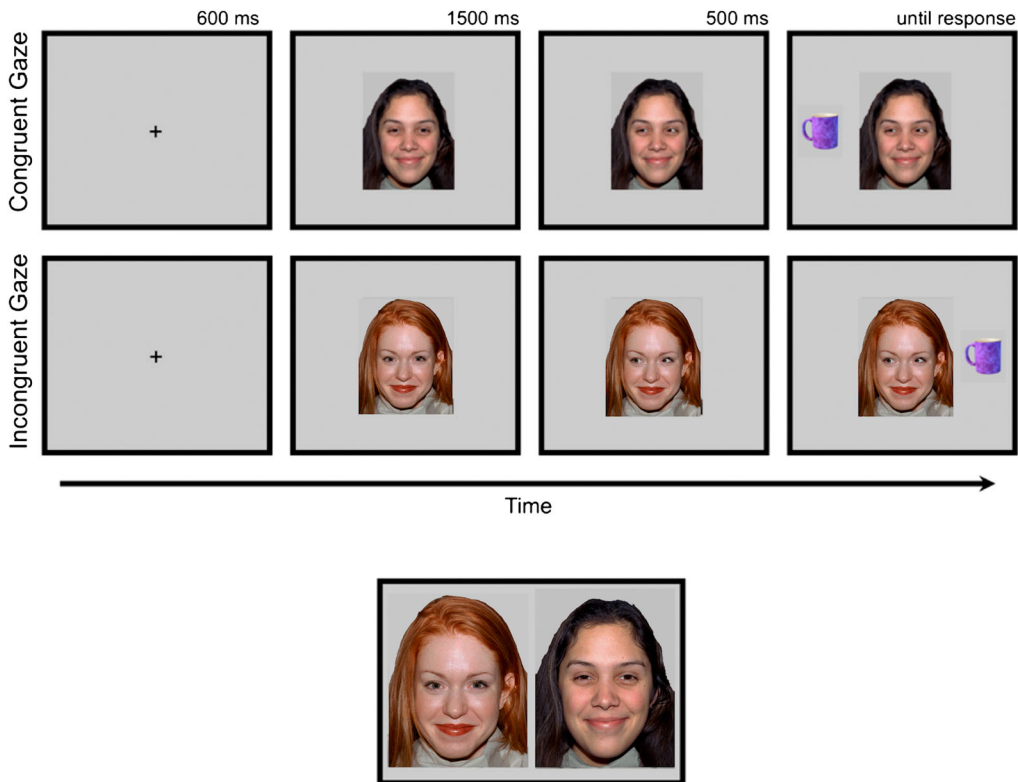 600 ms
1500 ms
500 ms
until response
Congruent Gaze
+
Incongruent Gaze
+
Time